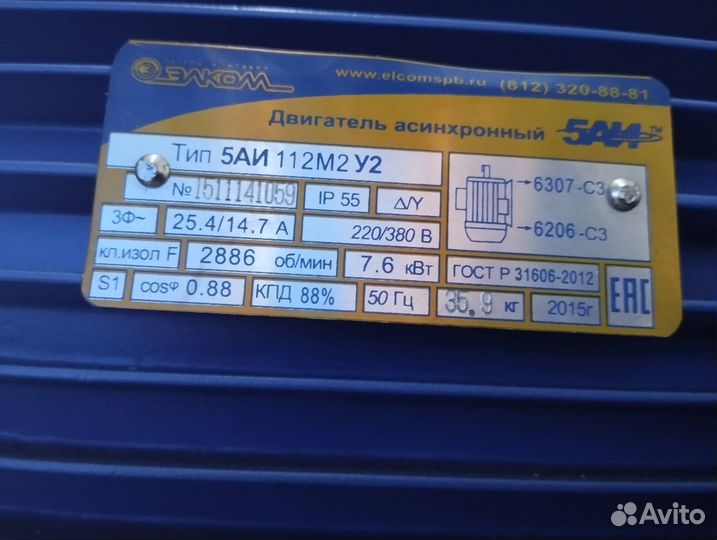 ЭЛКОМ
www.elcomspb.ru (812) 320-88-81
Двигатель асинхронный 5АИ™
Тип 5АИ 112М2 У2
№ 1511141059 IP 55 Δ/Y
6307-С3
6206-С3
3Ф~ 25.4/14.7 А 220/380 В
кл.изол F 2886 об/мин 7.6 кВт ГОСТ Р 31606-2012
S1 cosφ 0.88 КПД 88% 50 Гц 35.9 кг 2015г ЕАС
Avito